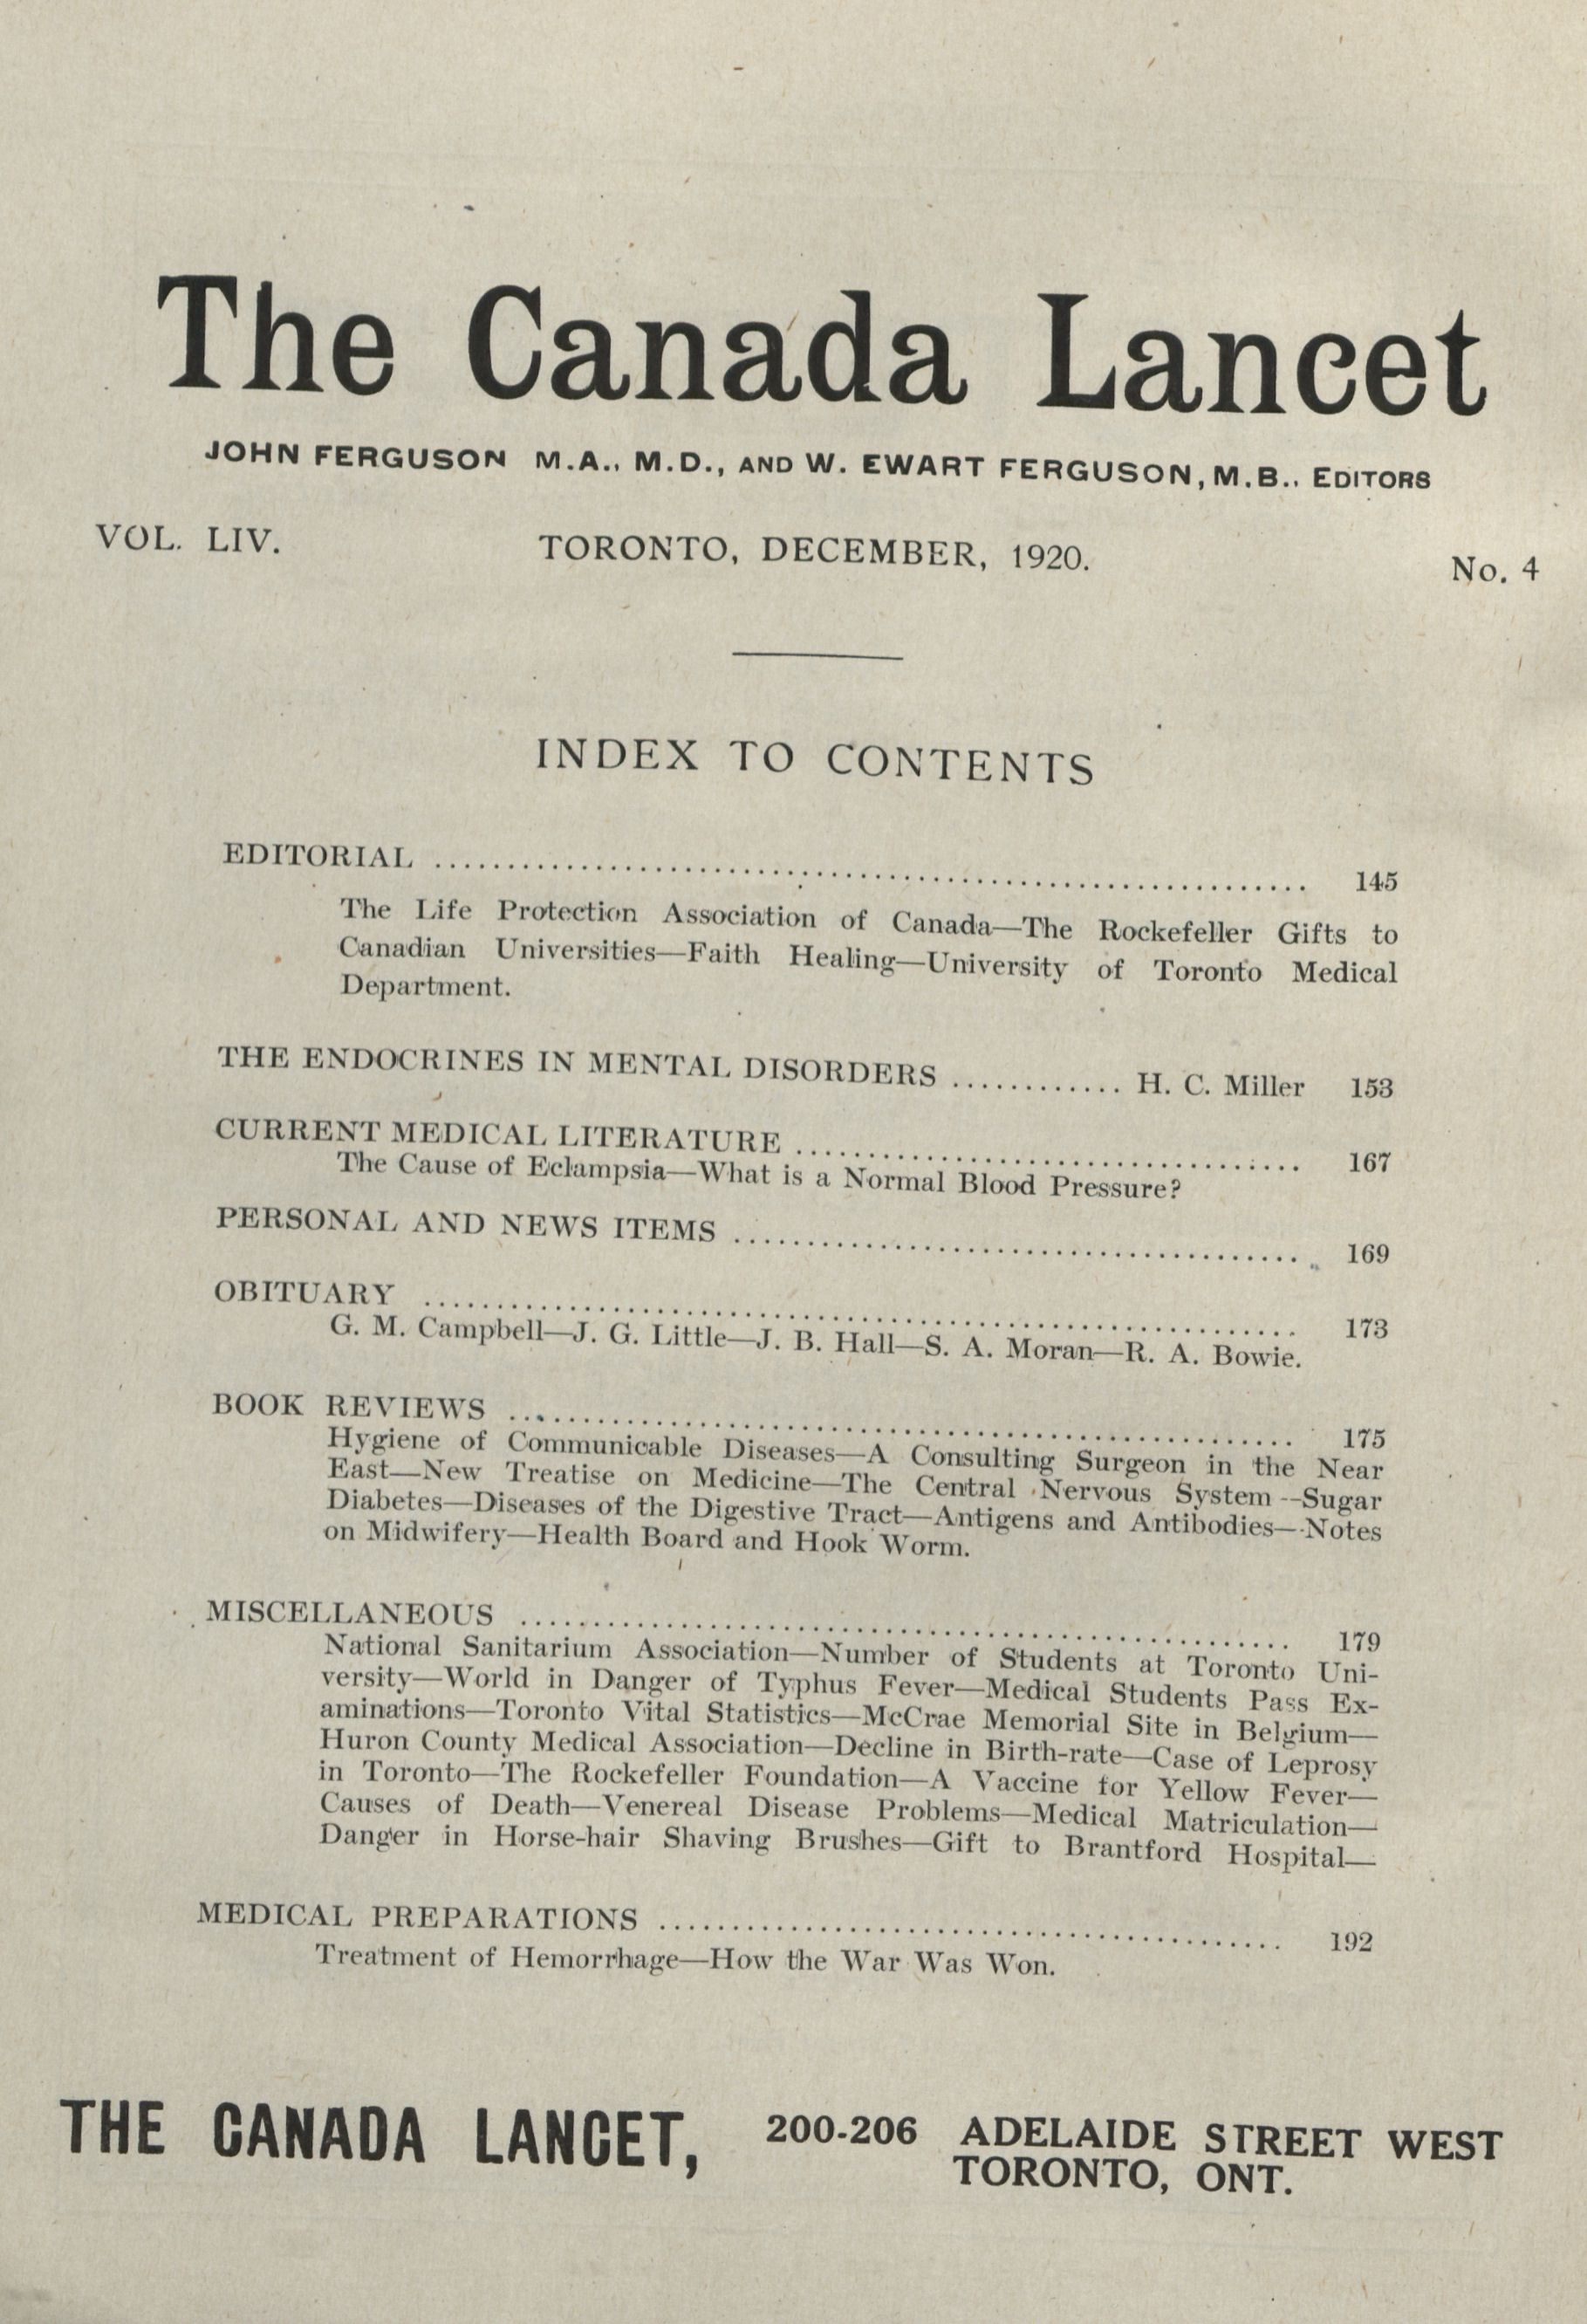 The Canada Lancet
JOHN FERGUSON M.A., M.D., AND W. EWART FERGUSON, M.B., EDITORS
VOL. LIV.
TORONTO, DECEMBER, 1920.
No. 4
INDEX TO CONTENTS
EDITORIAL .......................................................... 145
The Life Protection Association of Canada—The Rockefeller Gifts to
Canadian Universities—Faith Healing—University of Toronto Medical
Department.
THE ENDOCRINES IN MENTAL DISORDERS ............ H. C. Miller 153
CURRENT MEDICAL LITERATURE .................................. 167
The Cause of Eclampsia—What is a Normal Blood Pressure?
PERSONAL AND NEWS ITEMS ...................................... 169
OBITUARY .......................................................... 173
G. M. Campbell—J. G. Little—J. B. Hall—S. A. Moran—R. A. Bowie.
BOOK REVIEWS .................................................... 175
Hygiene of Communicable Diseases—A Consulting Surgeon in the Near
East—New Treatise on Medicine—The Central Nervous System--Sugar
Diabetes—Diseases of the Digestive Tract—Antigens and Antibodies—Notes
on Midwifery—Health Board and Hook Worm.
MISCELLANEOUS ................................................... 179
National Sanitarium Association—Number of Students at Toronto Uni-
versity—World in Danger of Typhus Fever—Medical Students Pass Ex-
aminations—Toronto Vital Statistics—McCrae Memorial Site in Belgium—
Huron County Medical Association—Decline in Birth-rate—Case of Leprosy
in Toronto—The Rockefeller Foundation—A Vaccine for Yellow Fever—
Causes of Death—Venereal Disease Problems—Medical Matriculation—
Danger in Horse-hair Shaving Brushes—Gift to Brantford Hospital—
MEDICAL PREPARATIONS .......................................... 192
Treatment of Hemorrhage—How the War Was Won.
THE CANADA LANCET, 200-206 ADELAIDE STREET WEST
TORONTO, ONT.